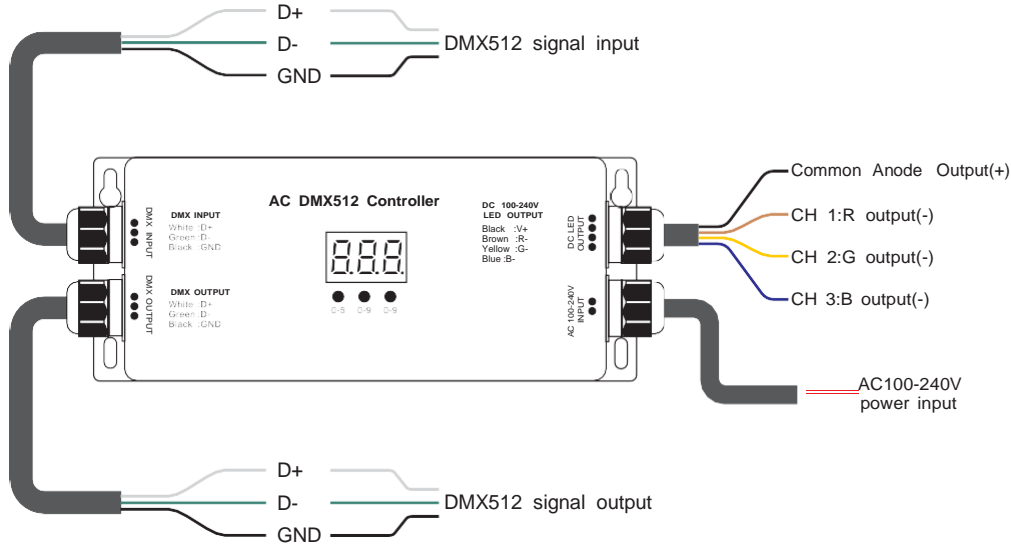 D+
D-
GND
DMX512 signal input
AC DMX512 Controller
DMX INPUT
DMX INPUT
White :D+
Green :D-
Black :GND
DMX OUTPUT
DMX OUTPUT
White :D+
Green :D-
Black :GND
8.8.8.
0-5
0-9
0-9
DC 100-240V
LED OUTPUT
Black :V+
Brown :R-
Yellow :G-
Blue :B-
DC LED
OUTPUT
AC 100-240V
INPUT
Common Anode Output(+)
CH 1:R output(-)
CH 2:G output(-)
CH 3:B output(-)
AC100-240V
power input
D+
D-
GND
DMX512 signal output